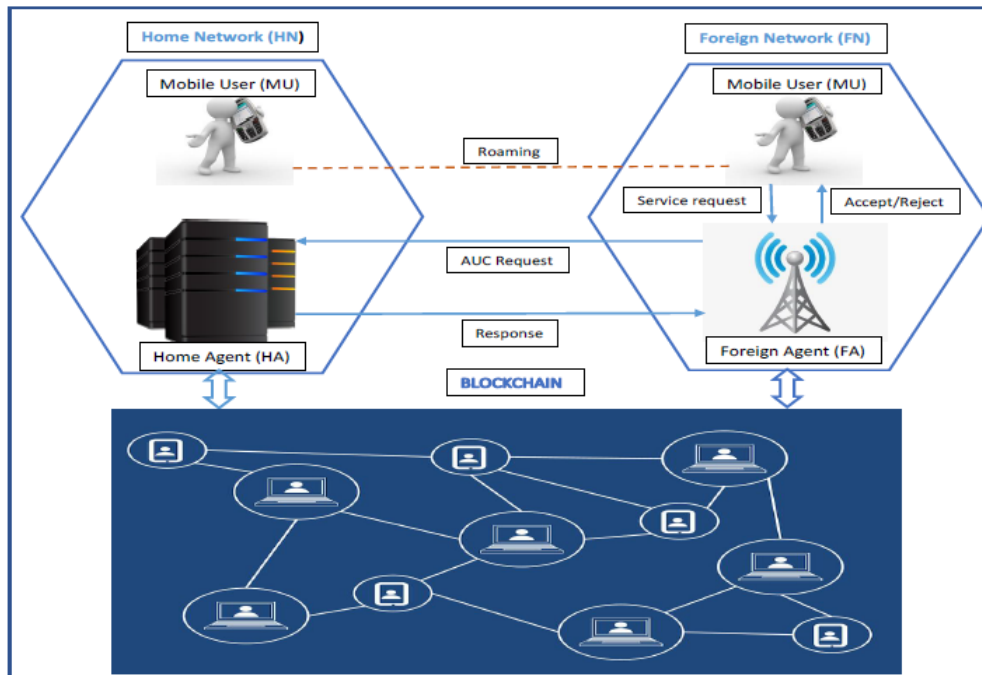 Home Network (HN)
Foreign Network (FN)
Mobile User (MU)
Mobile User (MU)
Roaming
Service request
Accept/Reject
AUC Request
Response
Home Agent (HA)
Foreign Agent (FA)
BLOCKCHAIN